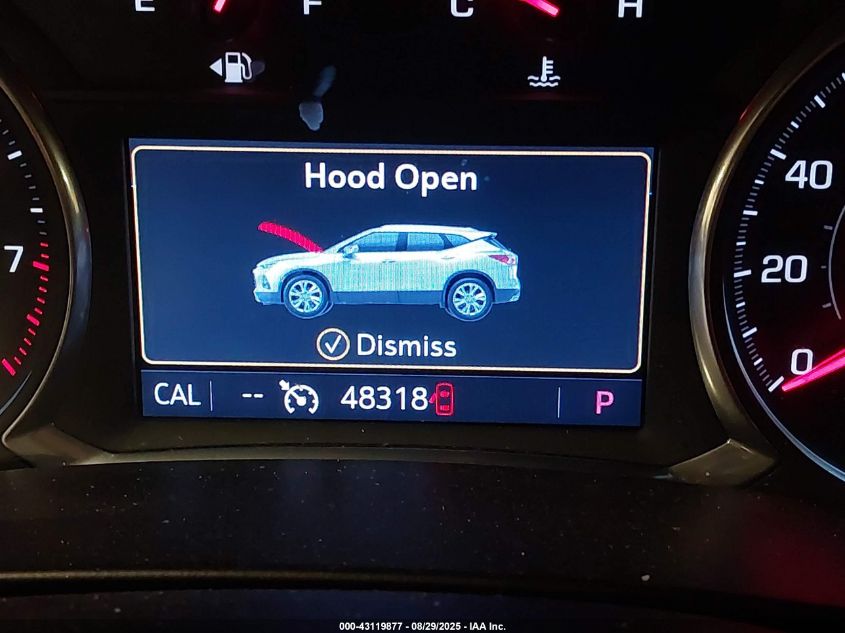 E F C H
Hood Open
Dismiss
CAL -- 48318 P
7
40
20
0
000-43119877 - 08/29/2025 - IAA Inc.